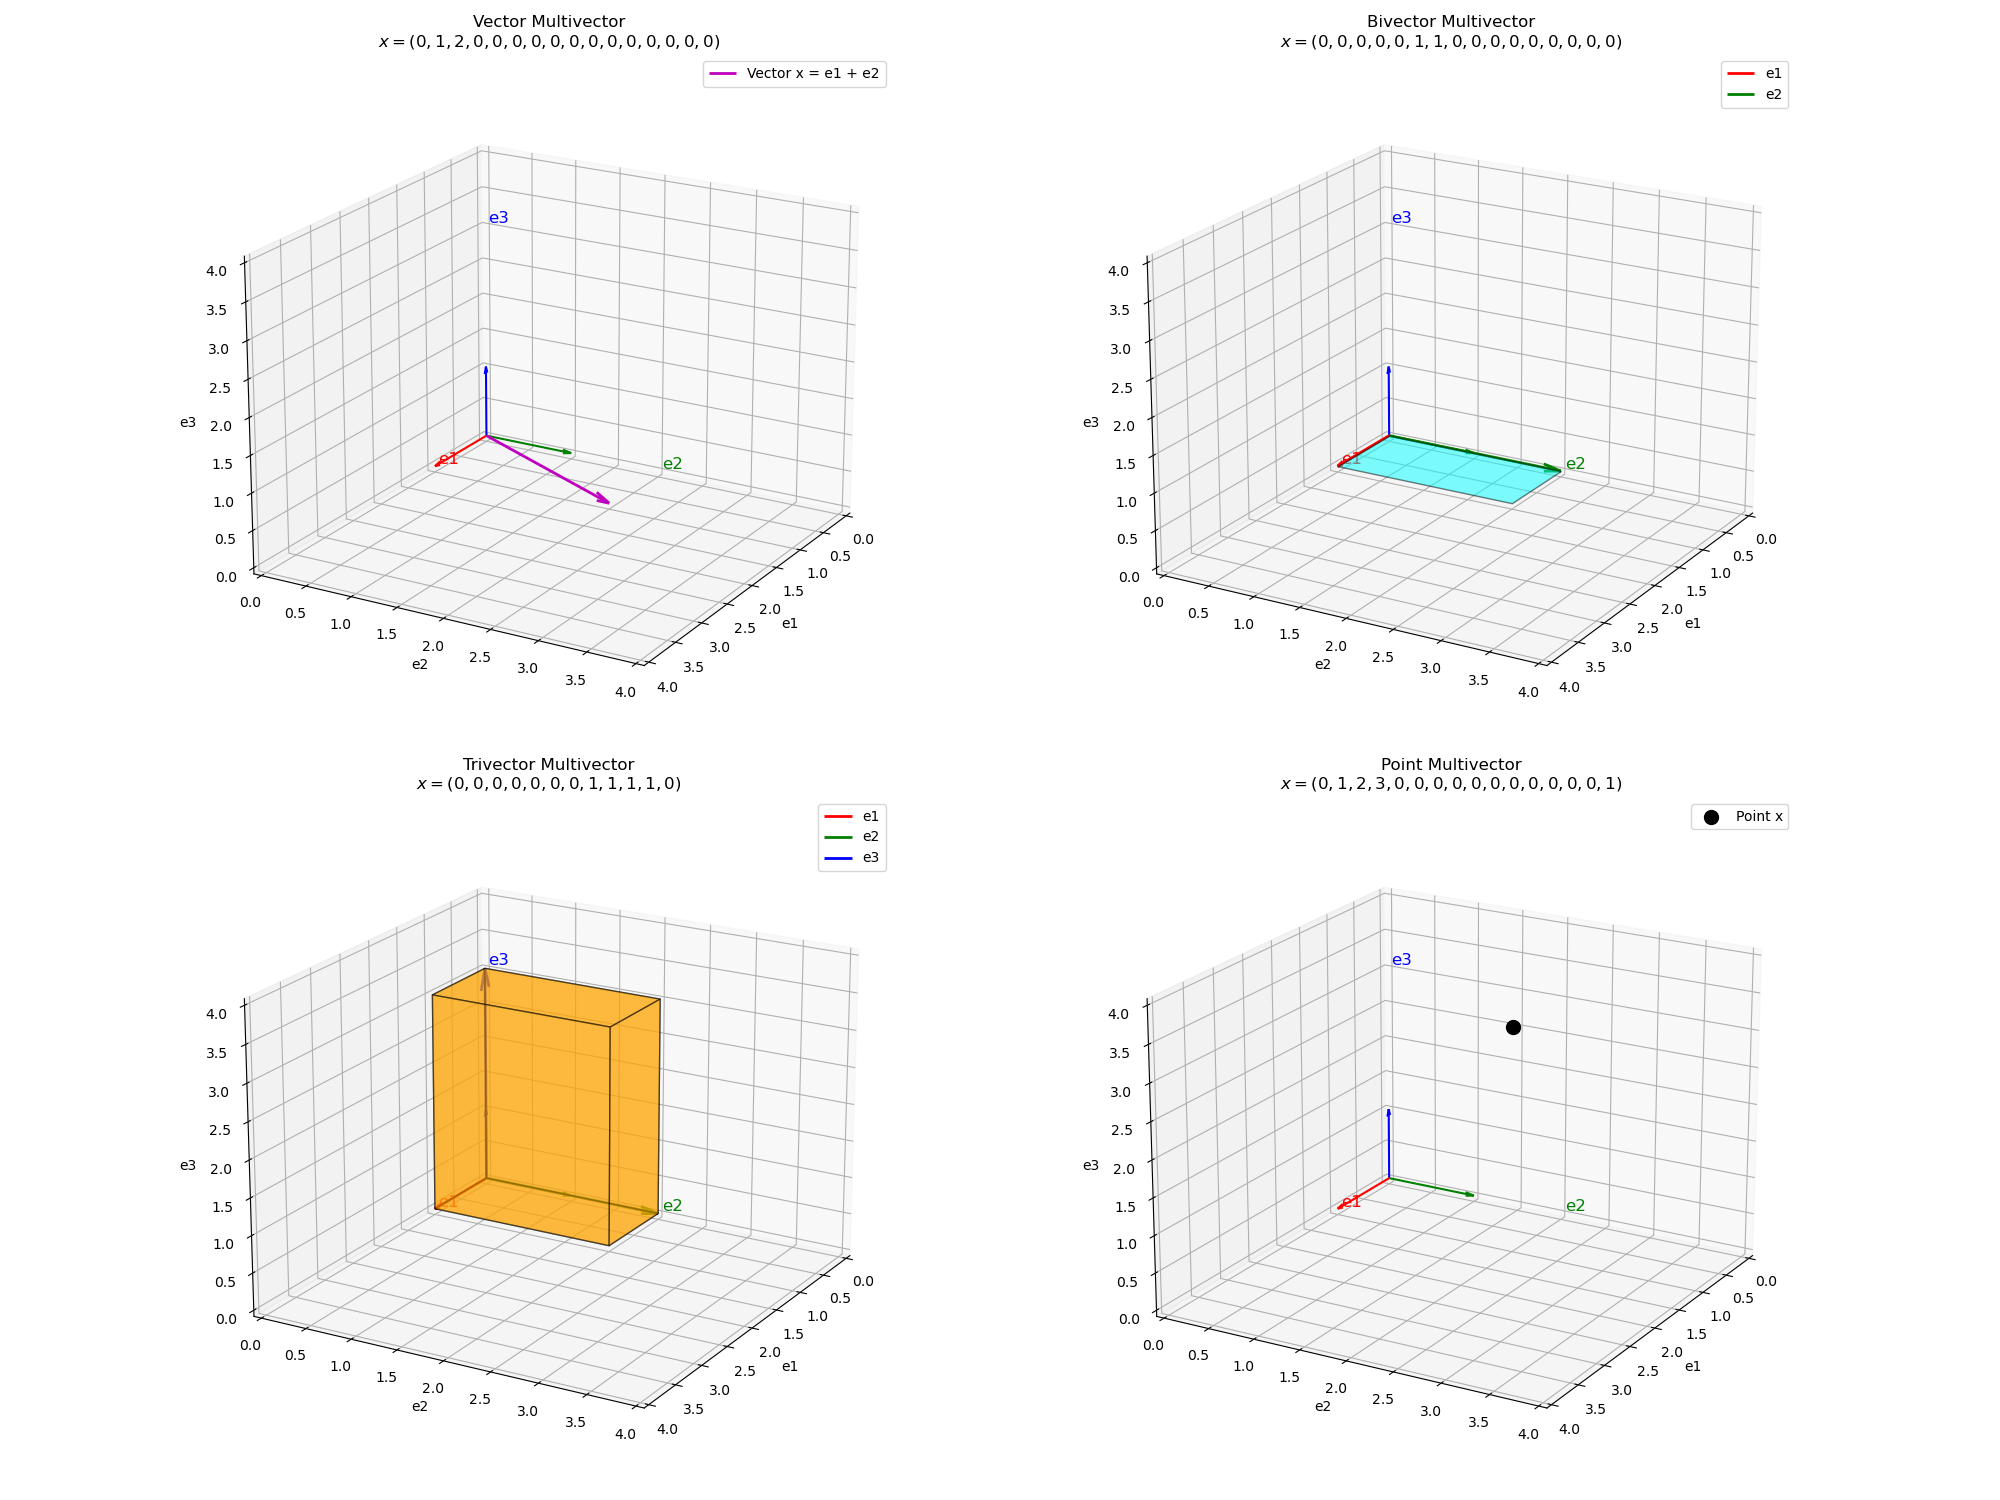 Vector Multivector
x = (0, 1, 2, 0, 0, 0, 0, 0, 0, 0, 0, 0, 0, 0, 0, 0)
Vector x = e1 + e2
e3
e1
e2
4.0
3.5
3.0
2.5
2.0
1.5
1.0
0.5
0.0
e3
0.0
0.5
1.0
1.5
2.0
2.5
3.0
3.5
4.0
e2
0.0
0.5
1.0
1.5
2.0
2.5
3.0
3.5
4.0
e1
Bivector Multivector
x = (0, 0, 0, 0, 0, 1, 1, 0, 0, 0, 0, 0, 0, 0, 0, 0)
e1
e2
e3
e1
e2
4.0
3.5
3.0
2.5
2.0
1.5
1.0
0.5
0.0
e3
0.0
0.5
1.0
1.5
2.0
2.5
3.0
3.5
4.0
e2
0.0
0.5
1.0
1.5
2.0
2.5
3.0
3.5
4.0
e1
Trivector Multivector
x = (0, 0, 0, 0, 0, 0, 0, 1, 1, 1, 1, 0)
e1
e2
e3
e3
e1
e2
4.0
3.5
3.0
2.5
2.0
1.5
1.0
0.5
0.0
e3
0.0
0.5
1.0
1.5
2.0
2.5
3.0
3.5
4.0
e2
0.0
0.5
1.0
1.5
2.0
2.5
3.0
3.5
4.0
e1
Point Multivector
x = (0, 1, 2, 3, 0, 0, 0, 0, 0, 0, 0, 0, 0, 0, 0, 1)
Point x
e3
e1
e2
4.0
3.5
3.0
2.5
2.0
1.5
1.0
0.5
0.0
e3
0.0
0.5
1.0
1.5
2.0
2.5
3.0
3.5
4.0
e2
0.0
0.5
1.0
1.5
2.0
2.5
3.0
3.5
4.0
e1